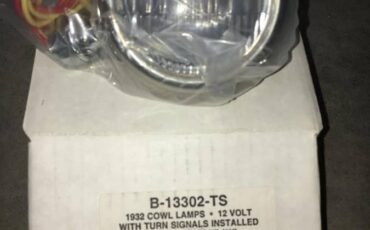 B-13302-TS
1932 COWL LAMPS • 12 VOLT
WITH TURN SIGNALS INSTALLED